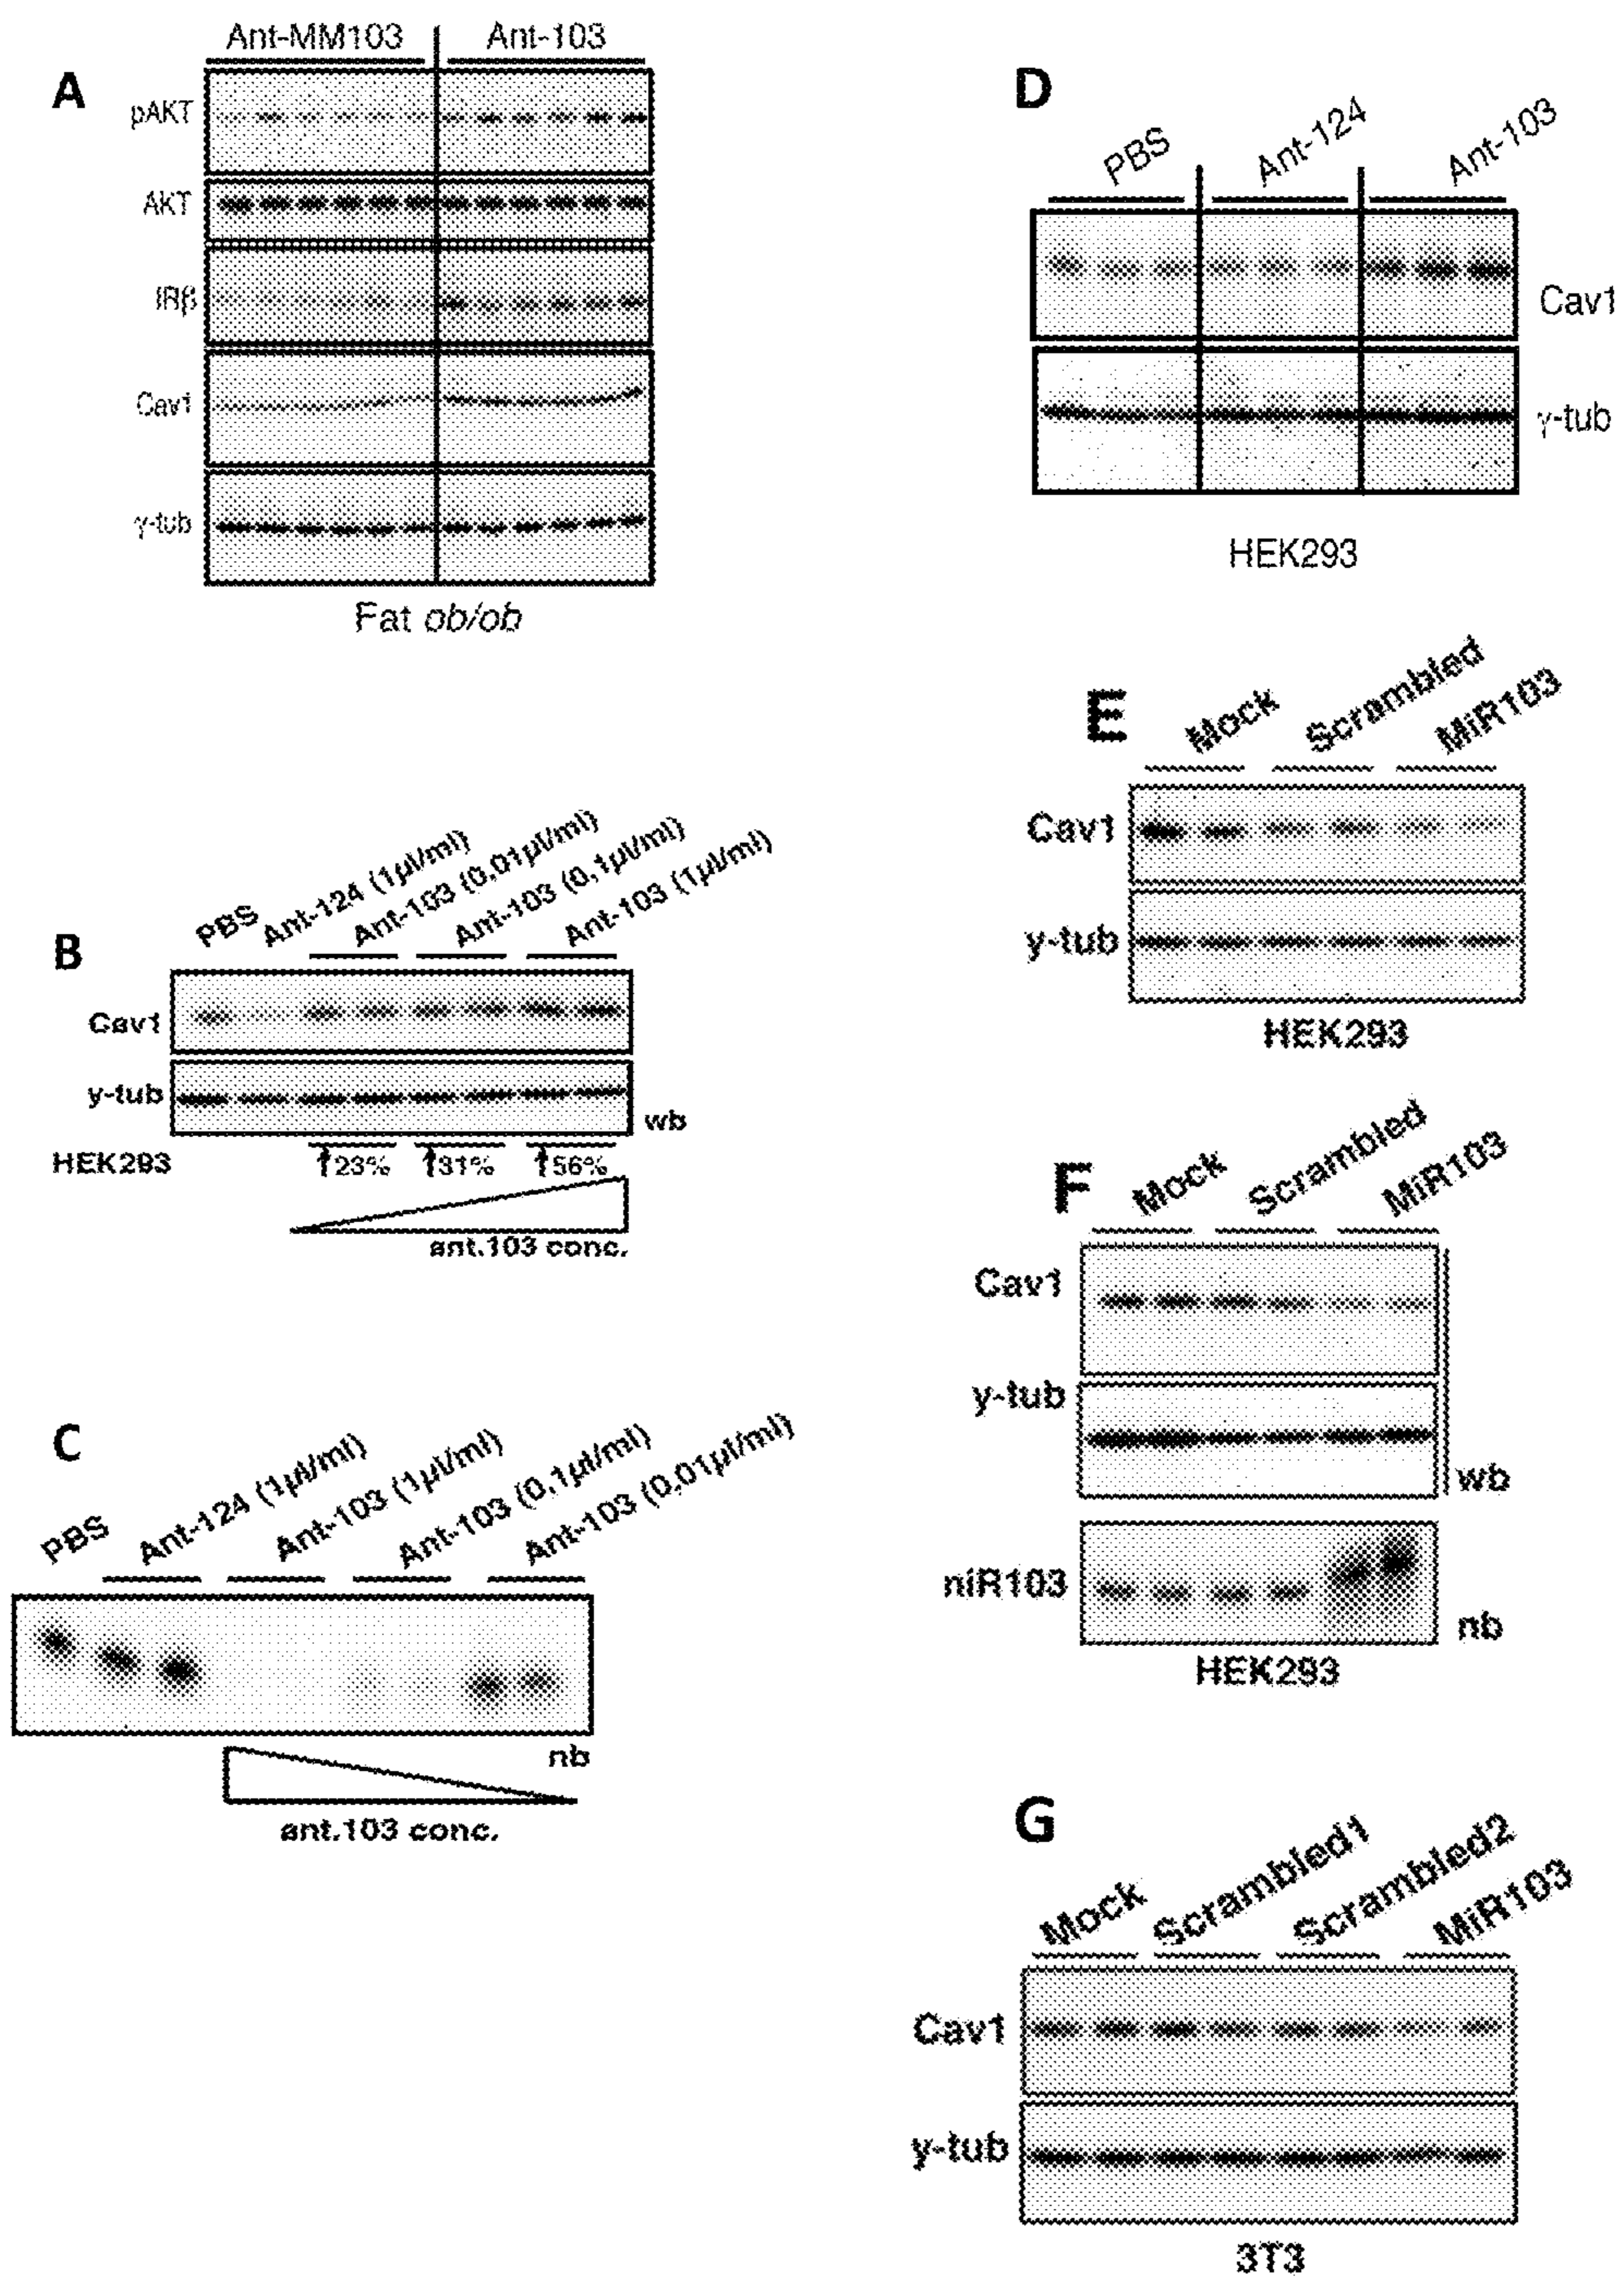 A
Ant-MM103 Ant-103
pAKT
AKT
IRβ
Cav1
γ-tub
Fat ob/ob
B
PBS
Ant-124 (1µl/ml)
Ant-103 (0,01µl/ml)
Ant-103 (0,1µl/ml)
Ant-103 (1µl/ml)
Cav1
y-tub
wb
HEK293 ↑23% ↑31% ↑56%
ant.103 conc.
C
PBS
Ant-124 (1µl/ml)
Ant-103 (1µl/ml)
Ant-103 (0,1µl/ml)
Ant-103 (0,01µl/ml)
nb
ant.103 conc.
D
PBS Ant-124 Ant-103
Cav1
γ-tub
HEK293
E
Mock Scrambled MiR103
Cav1
y-tub
HEK293
F
Mock Scrambled MiR103
Cav1
y-tub
wb
niR103
nb
HEK293
G
Mock Scrambled1 Scrambled2 MiR103
Cav1
y-tub
3T3